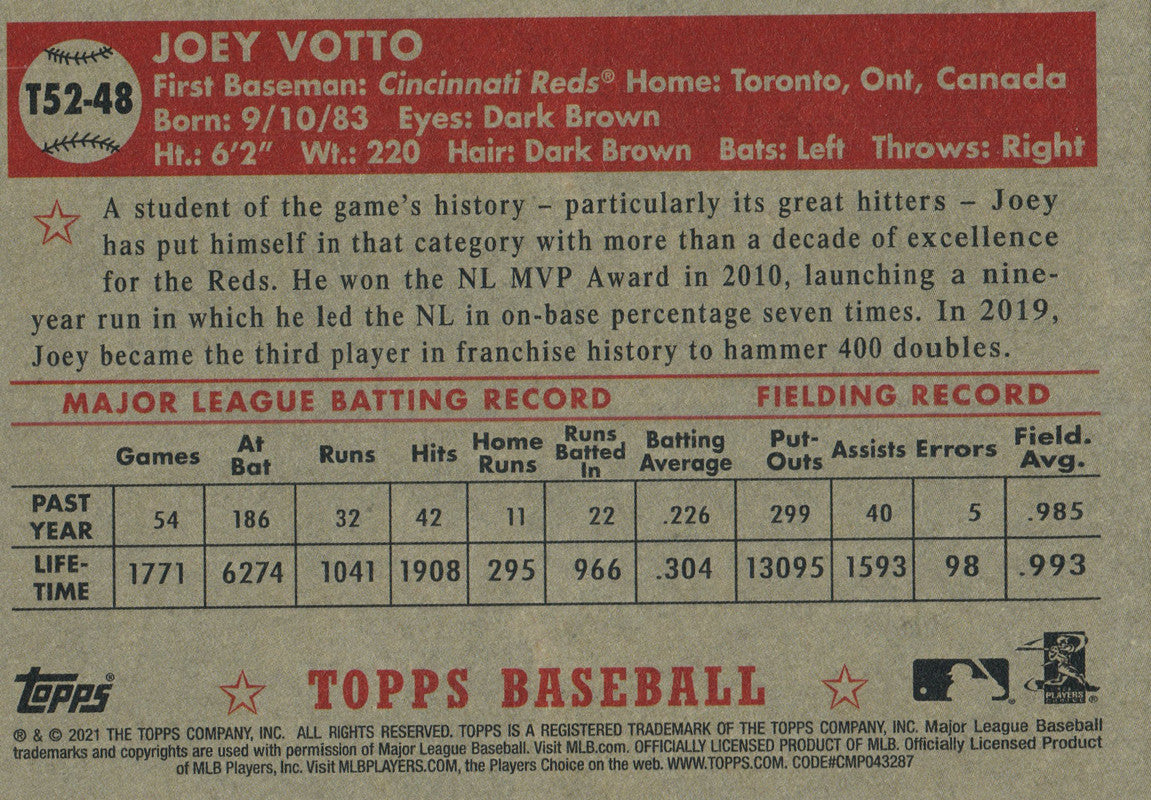 JOEY VOTTO
T52-48
First Baseman: Cincinnati Reds® Home: Toronto, Ont, Canada
Born: 9/10/83 Eyes: Dark Brown
Ht.: 6'2" Wt.: 220 Hair: Dark Brown Bats: Left Throws: Right
A student of the game's history – particularly its great hitters – Joey
has put himself in that category with more than a decade of excellence
for the Reds. He won the NL MVP Award in 2010, launching a nine-
year run in which he led the NL in on-base percentage seven times. In 2019,
Joey became the third player in franchise history to hammer 400 doubles.
MAJOR LEAGUE BATTING RECORD FIELDING RECORD
Games At Bat Runs Hits Home Runs Runs Batted In Batting Average Put-Outs Assists Errors Field. Avg.
PAST YEAR 54 186 32 42 11 22 .226 299 40 5 .985
LIFE-TIME 1771 6274 1041 1908 295 966 .304 13095 1593 98 .993
Topps® TOPPS BASEBALL PLAYERS CHOICE ®
® & © 2021 THE TOPPS COMPANY, INC. ALL RIGHTS RESERVED. TOPPS IS A REGISTERED TRADEMARK OF THE TOPPS COMPANY, INC. Major League Baseball
trademarks and copyrights are used with permission of Major League Baseball. Visit MLB.com. OFFICIALLY LICENSED PRODUCT OF MLB. Officially Licensed Product
of MLB Players, Inc. Visit MLBPLAYERS.COM, the Players Choice on the web. WWW.TOPPS.COM. CODE#CMP043287